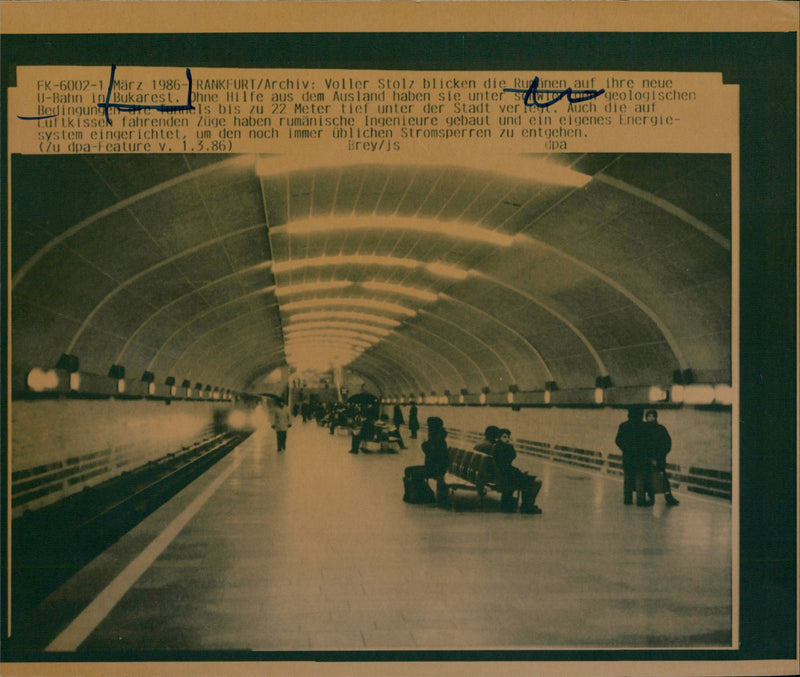 FK-6002-1 März 1986- FRANKFURT/Archiv: Voller Stolz blicken die Rumänen auf ihre neue
U-Bahn in Bukarest. Ohne Hilfe aus dem Ausland haben sie unter geologischen
Bedingungen die Tunnels bis zu 22 Meter tief unter der Stadt verlegt. Auch die auf
Luftkissen fahrenden Züge haben rumänische Ingenieure gebaut und ein eigenes Energie-
system eingerichtet, um den noch immer üblichen Stromsperren zu entgehen.
(Zu dpa-Feature v. 1.3.86) Brey/js dpa